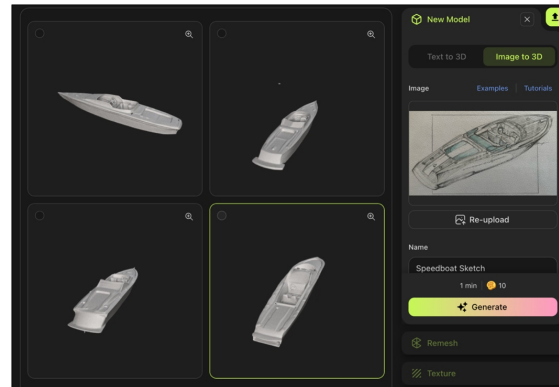 New Model
Text to 3D
Image to 3D
Image
Examples
Tutorials
Re-upload
Name
Speedboat Sketch
1 min
10
Generate
Remesh
Texture